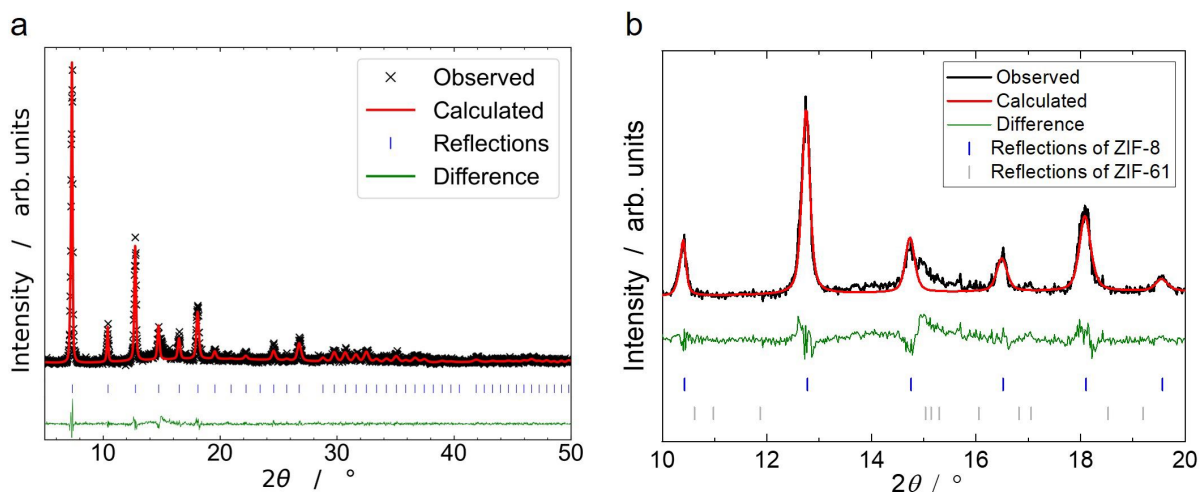 a
Intensity / arb. units
Observed
Calculated
Reflections
Difference
10 20 30 40 50
2θ / °
b
Intensity / arb. units
Observed
Calculated
Difference
Reflections of ZIF-8
Reflections of ZIF-61
10 12 14 16 18 20
2θ / °